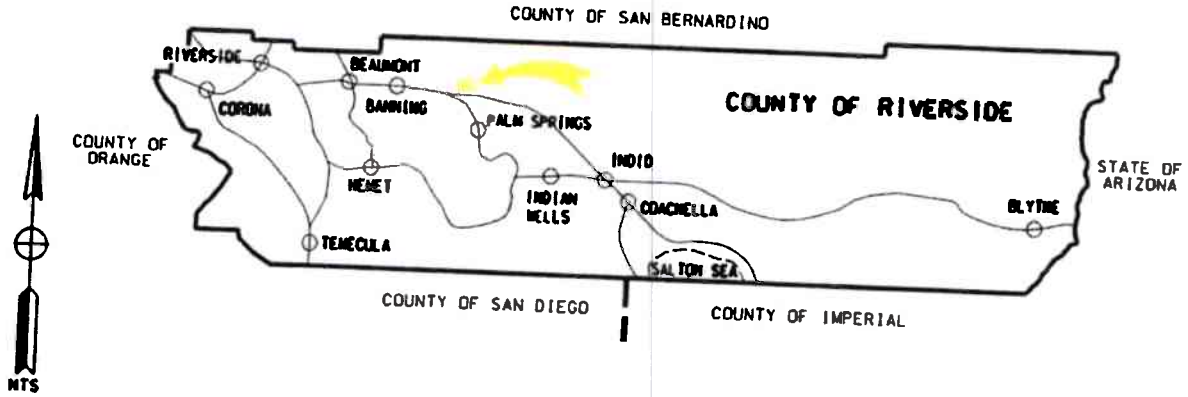 COUNTY OF SAN BERNARDINO
RIVERSIDE
BEAUMONT
CORONA
BANNING
COUNTY OF RIVERSIDE
PALM SPRINGS
COUNTY OF
ORANGE
HEMET
INDIO
STATE OF
ARIZONA
INDIAN
WELLS
COACHELLA
BLYTHE
TEMECULA
SALTON SEA
COUNTY OF SAN DIEGO
COUNTY OF IMPERIAL
NTS